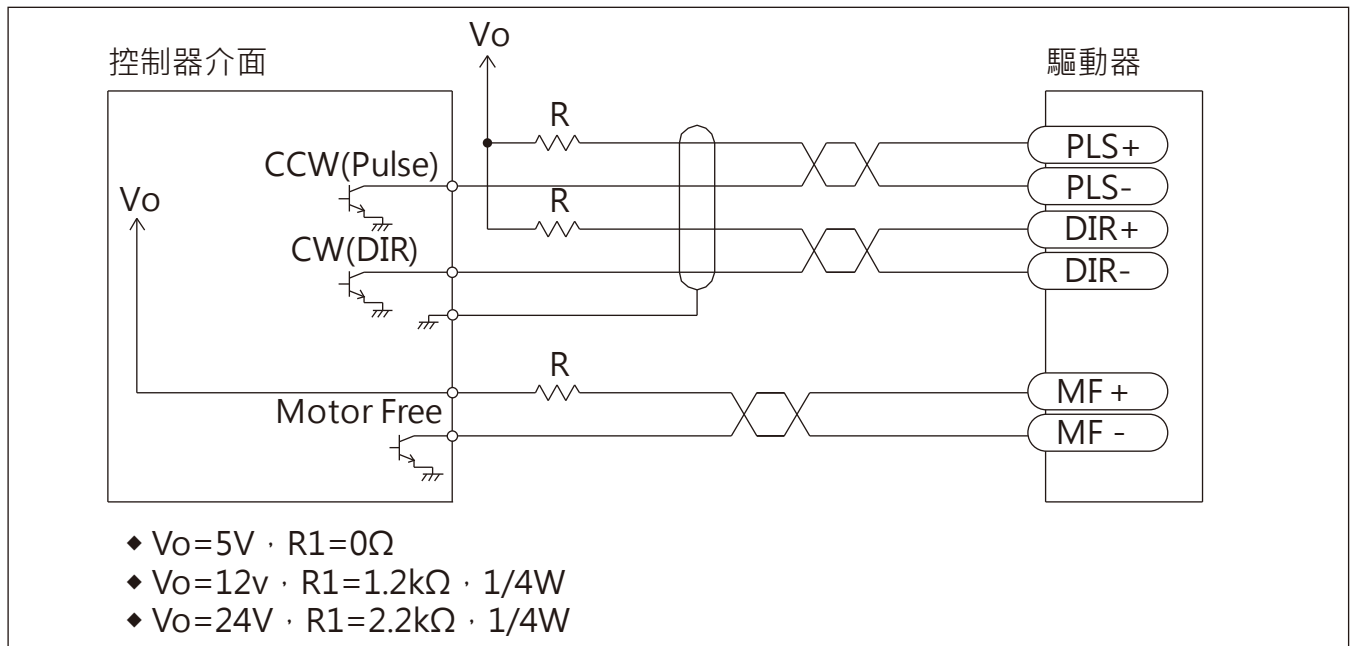 Vo
控制器介面
驅動器
R
PLS+
CCW(Pulse)
PLS-
Vo
R
DIR+
CW(DIR)
DIR-
R
MF +
Motor Free
MF -
◆ Vo=5V，R1=0Ω
◆ Vo=12v，R1=1.2kΩ，1/4W
◆ Vo=24V，R1=2.2kΩ，1/4W